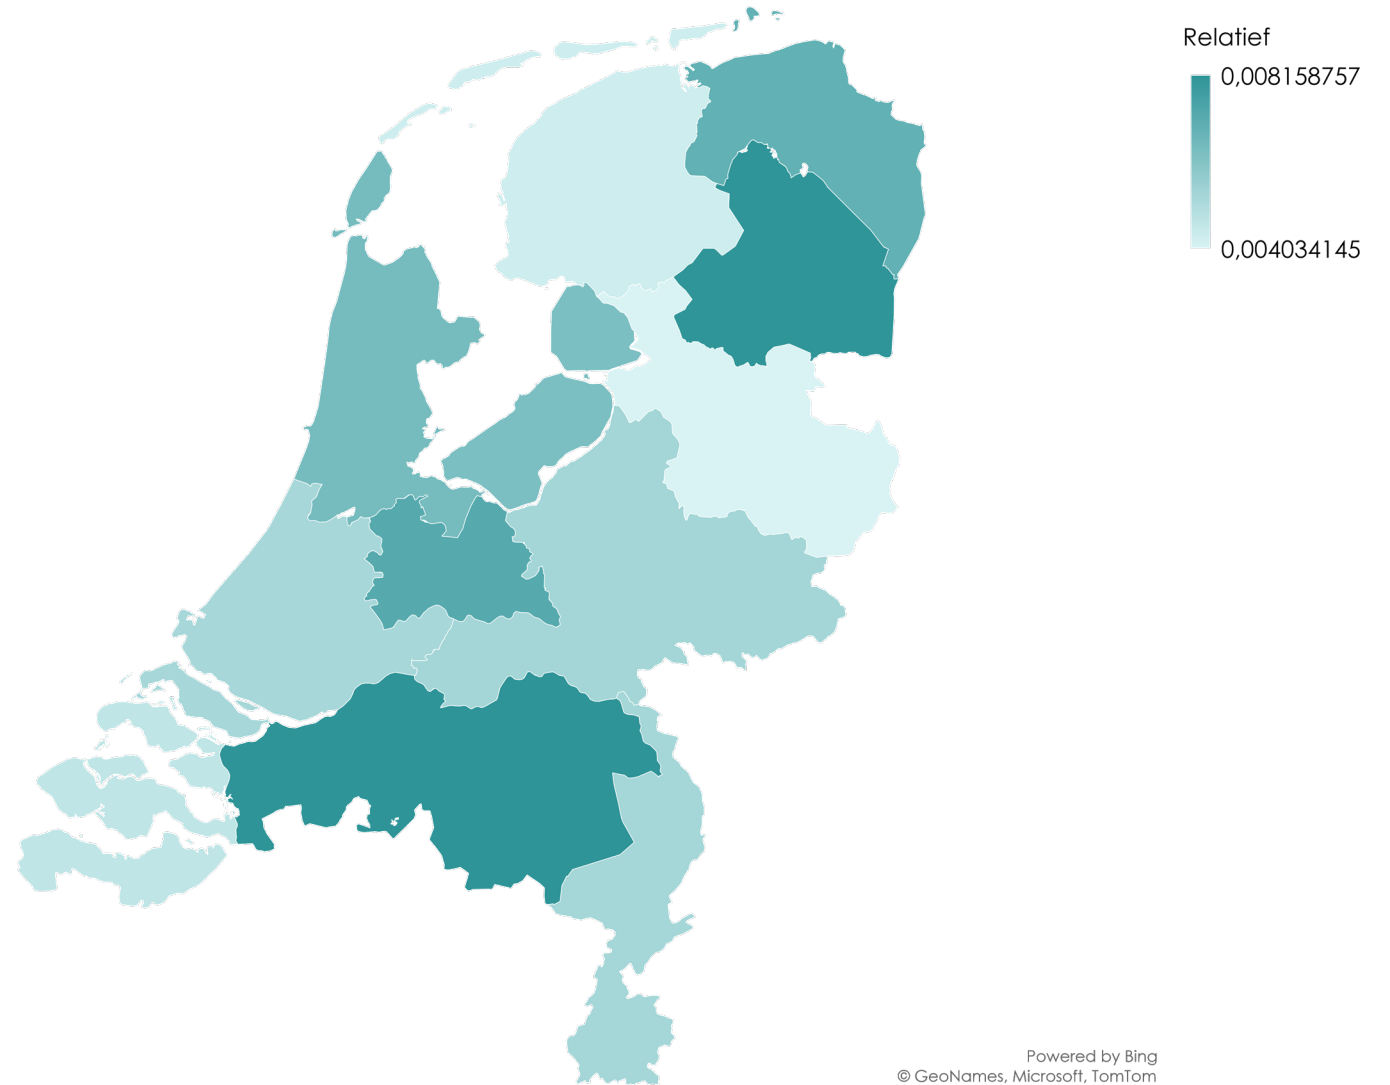 Relatief
0,008158757
0,004034145
Powered by Bing
© GeoNames, Microsoft, TomTom